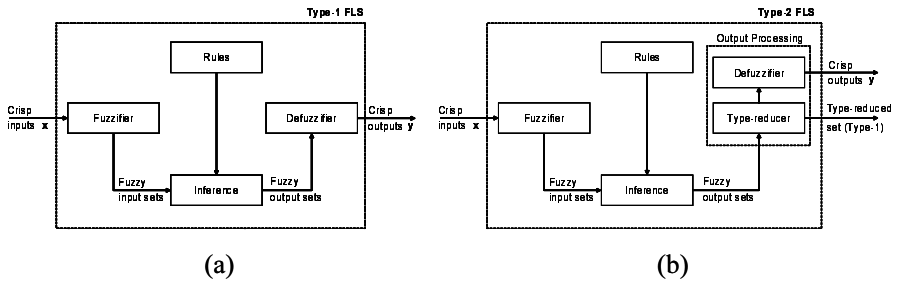 Type-1 FLS
Rules
Crisp
inputs x
Fuzzifier
Defuzzifier
Crisp
outputs y
Fuzzy
input sets
Inference
Fuzzy
output sets
(a)
Type-2 FLS
Output Processing
Rules
Defuzzifier
Crisp
outputs y
Crisp
inputs x
Fuzzifier
Type-reducer
Type-reduced
set (Type-1)
Fuzzy
input sets
Inference
Fuzzy
output sets
(b)